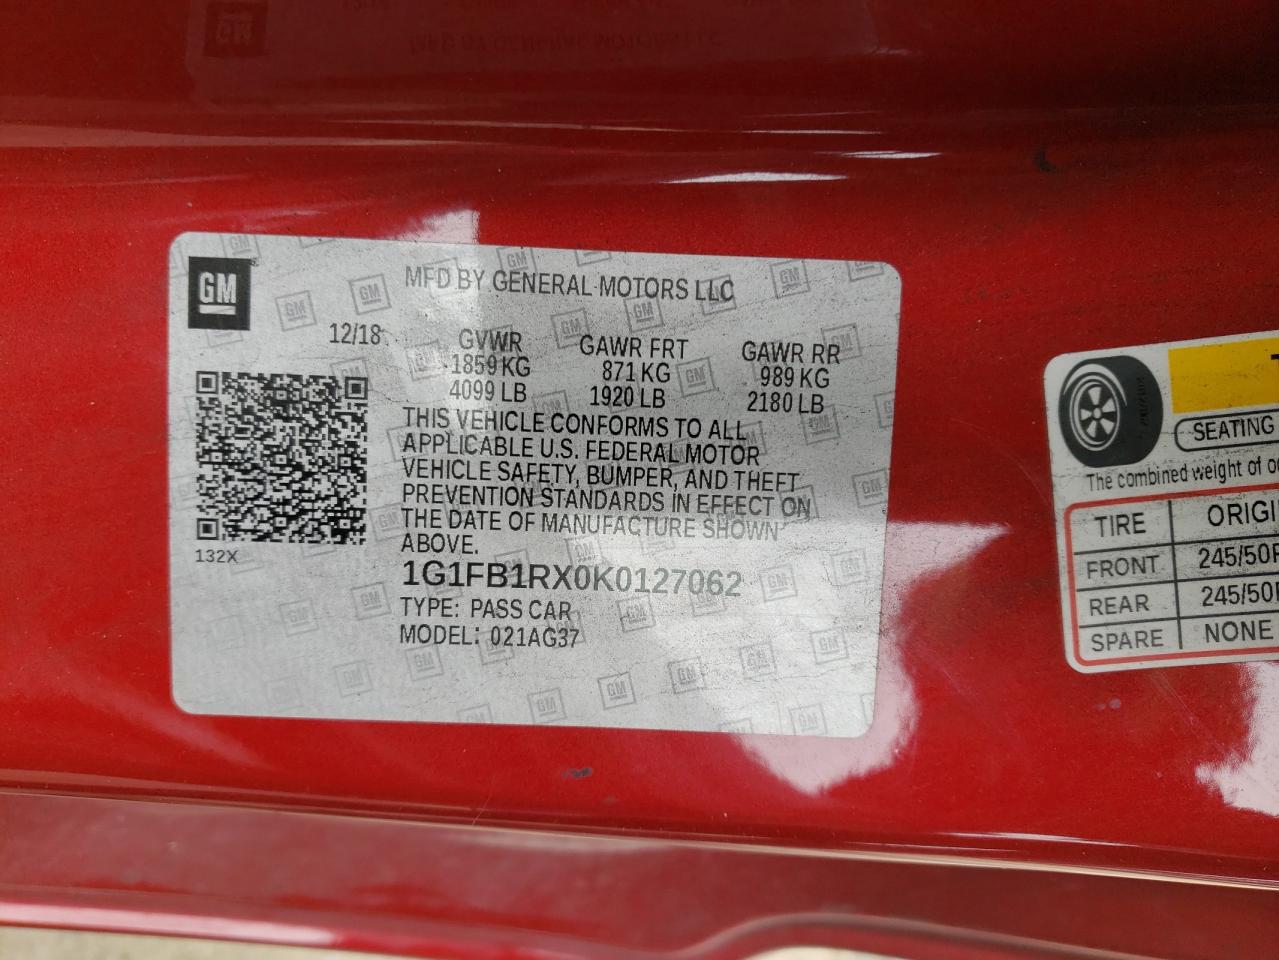 GM
MFD BY GENERAL MOTORS LLC
12/18
GVWR GAWR FRT GAWR RR
1859 KG 871 KG 989 KG
4099 LB 1920 LB 2180 LB
THIS VEHICLE CONFORMS TO ALL
APPLICABLE U.S. FEDERAL MOTOR
VEHICLE SAFETY, BUMPER, AND THEFT
PREVENTION STANDARDS IN EFFECT ON
THE DATE OF MANUFACTURE SHOWN
ABOVE.
132X
1G1FB1RX0K0127062
TYPE: PASS CAR
MODEL: 021AG37
SEATING
The combined weight of
TIRE ORIGI
FRONT 245/50
REAR 245/50
SPARE NONE